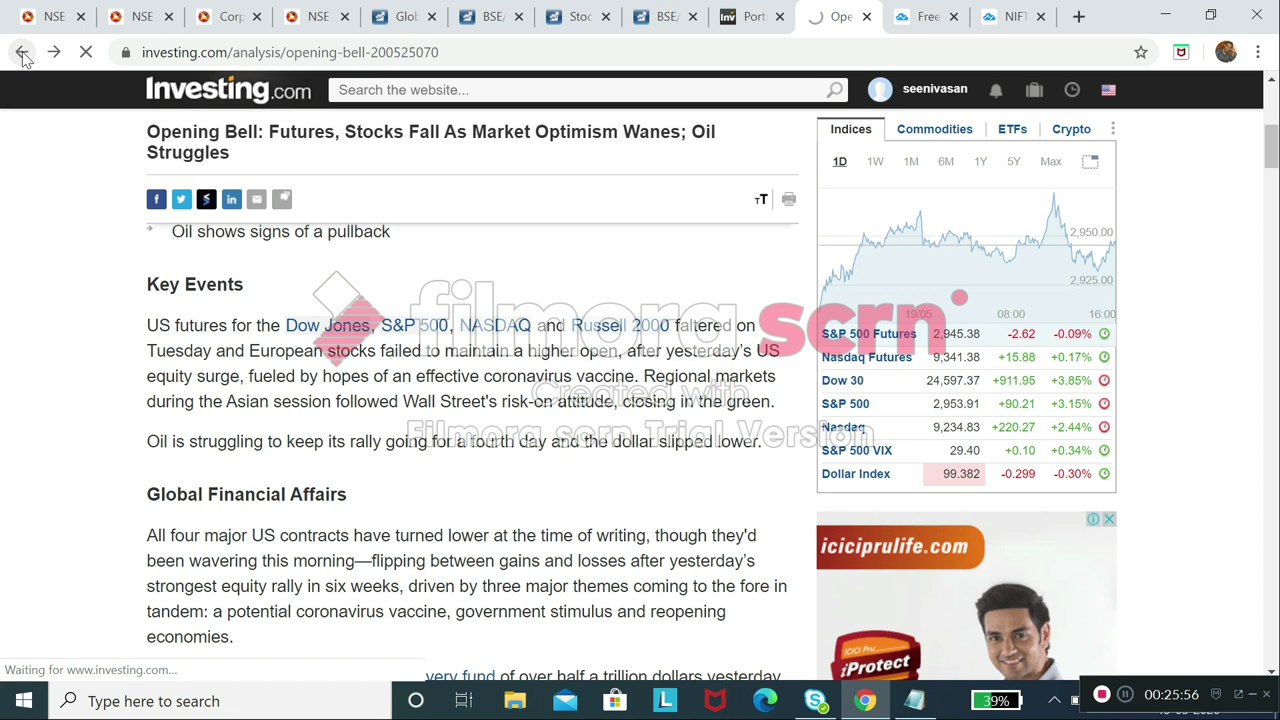 NSE
NSE
Corp
NSE
Glob
BSE/
Stoc
BSE/
Inv
Port
Ope
Free
NIFT
investing.com/analysis/opening-bell-200525070
Investing.com
Search the website...
seenivasan
Opening Bell: Futures, Stocks Fall As Market Optimism Wanes; Oil
Struggles
Oil shows signs of a pullback
Key Events
US futures for the Dow Jones, S&P 500, NASDAQ and Russell 2000 faltered on
Tuesday and European stocks failed to maintain a higher open, after yesterday's US
equity surge, fueled by hopes of an effective coronavirus vaccine. Regional markets
during the Asian session followed Wall Street's risk-on attitude, closing in the green.
Oil is struggling to keep its rally going for a fourth day and the dollar slipped lower.
Global Financial Affairs
All four major US contracts have turned lower at the time of writing, though they'd
been wavering this morning—flipping between gains and losses after yesterday's
strongest equity rally in six weeks, driven by three major themes coming to the fore in
tandem: a potential coronavirus vaccine, government stimulus and reopening
economies.
very fund of over half a trillion dollars yesterday
filmora scrn
Created with
Filmora scrn Trial Version
Indices Commodities ETFs Crypto
1D 1W 1M 6M 1Y 5Y Max
2,950.00
2,925.00
19/05 08:00 16:00
S&P 500 Futures 2,945.38 -2.62 -0.09%
Nasdaq Futures 9,341.38 +15.88 +0.17%
Dow 30 24,597.37 +911.95 +3.85%
S&P 500 2,953.91 +90.21 +3.15%
Nasdaq 9,234.83 +220.27 +2.44%
S&P 500 VIX 29.40 +0.10 +0.34%
Dollar Index 99.382 -0.299 -0.30%
iciciprulife.com
ICICI Pru
iProtect
Waiting for www.investing.com...
Type here to search
39%
00:25:56